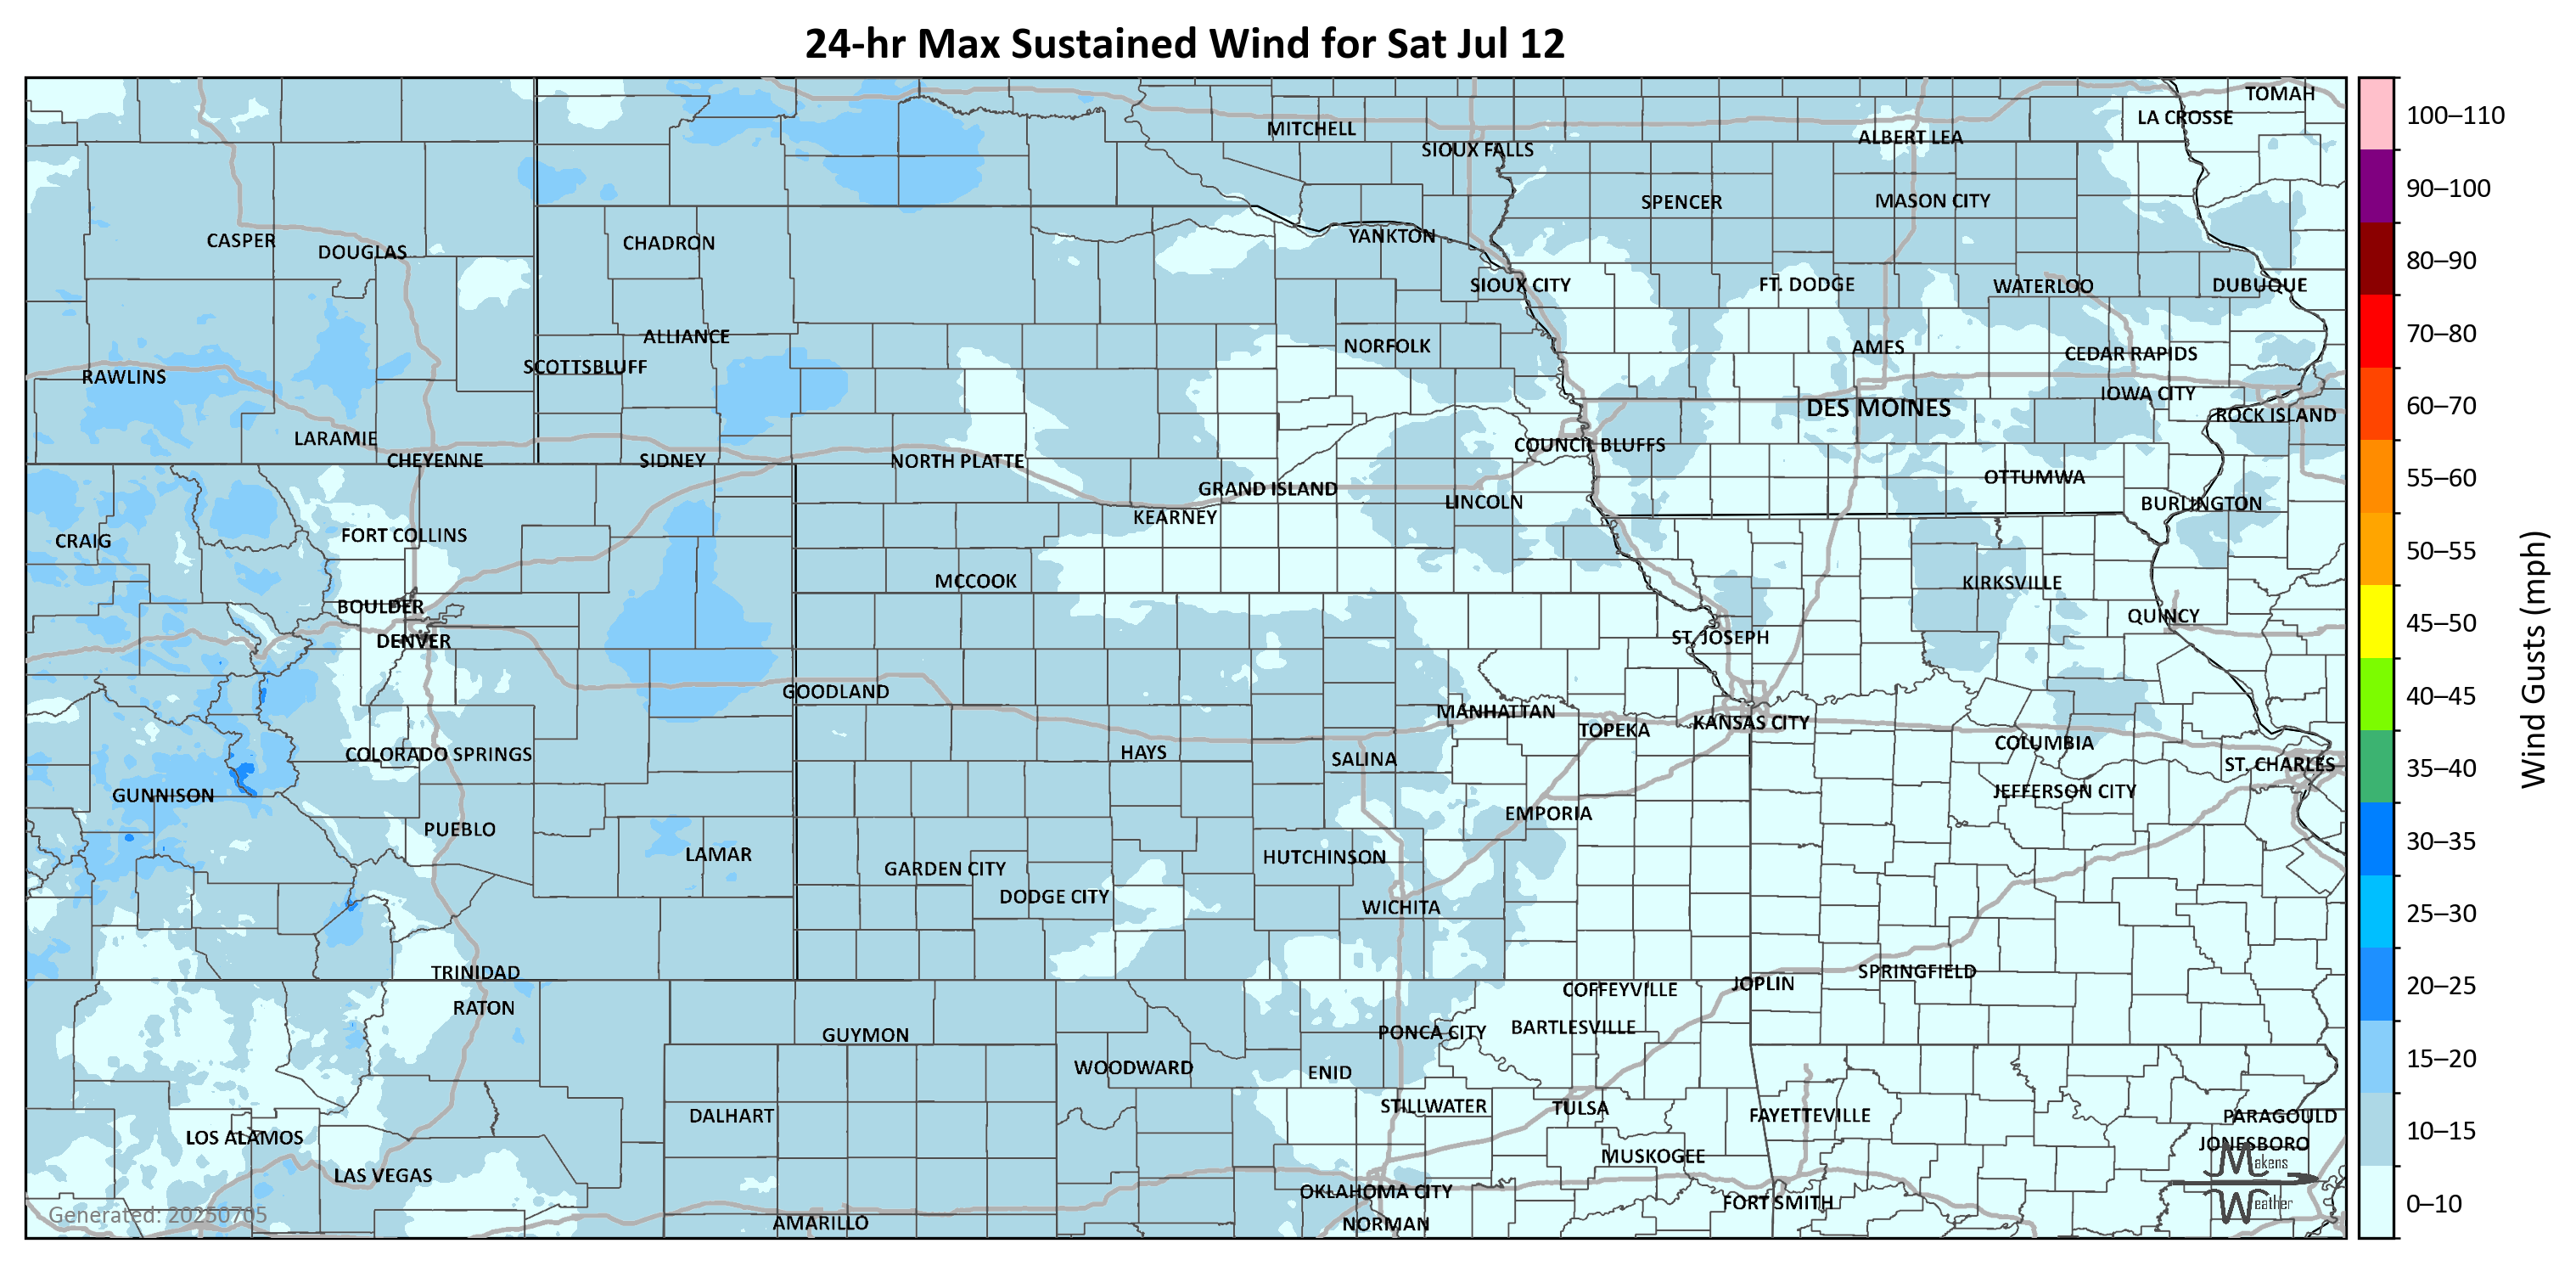 24-hr Max Sustained Wind for Sat Jul 12
TOMAH
LA CROSSE
MITCHELL
ALBERT LEA
SIOUX FALLS
SPENCER
MASON CITY
CASPER
DOUGLAS
CHADRON
YANKTON
SIOUX CITY
FT. DODGE
WATERLOO
DUBUQUE
ALLIANCE
NORFOLK
AMES
CEDAR RAPIDS
SCOTTSBLUFF
RAWLINS
IOWA CITY
DES MOINES
ROCK ISLAND
LARAMIE
COUNCIL BLUFFS
CHEYENNE
SIDNEY
NORTH PLATTE
OTTUMWA
GRAND ISLAND
LINCOLN
BURLINGTON
KEARNEY
FORT COLLINS
CRAIG
MCCOOK
KIRKSVILLE
BOULDER
QUINCY
DENVER
ST. JOSEPH
GOODLAND
MANHATTAN
TOPEKA
KANSAS CITY
COLUMBIA
COLORADO SPRINGS
HAYS
SALINA
ST. CHARLES
GUNNISON
JEFFERSON CITY
EMPORIA
PUEBLO
LAMAR
HUTCHINSON
GARDEN CITY
DODGE CITY
WICHITA
TRINIDAD
SPRINGFIELD
JOPLIN
COFFEYVILLE
RATON
BARTLESVILLE
GUYMON
PONCA CITY
WOODWARD
ENID
STILLWATER
TULSA
DALHART
FAYETTEVILLE
PARAGOULD
LOS ALAMOS
JONESBORO
MUSKOGEE
LAS VEGAS
OKLAHOMA CITY
FORT SMITH
AMARILLO
NORMAN
Makens
Weather
Generated: 20250705
100–110
90–100
80–90
70–80
60–70
55–60
50–55
45–50
40–45
35–40
30–35
25–30
20–25
15–20
10–15
0–10
Wind Gusts (mph)